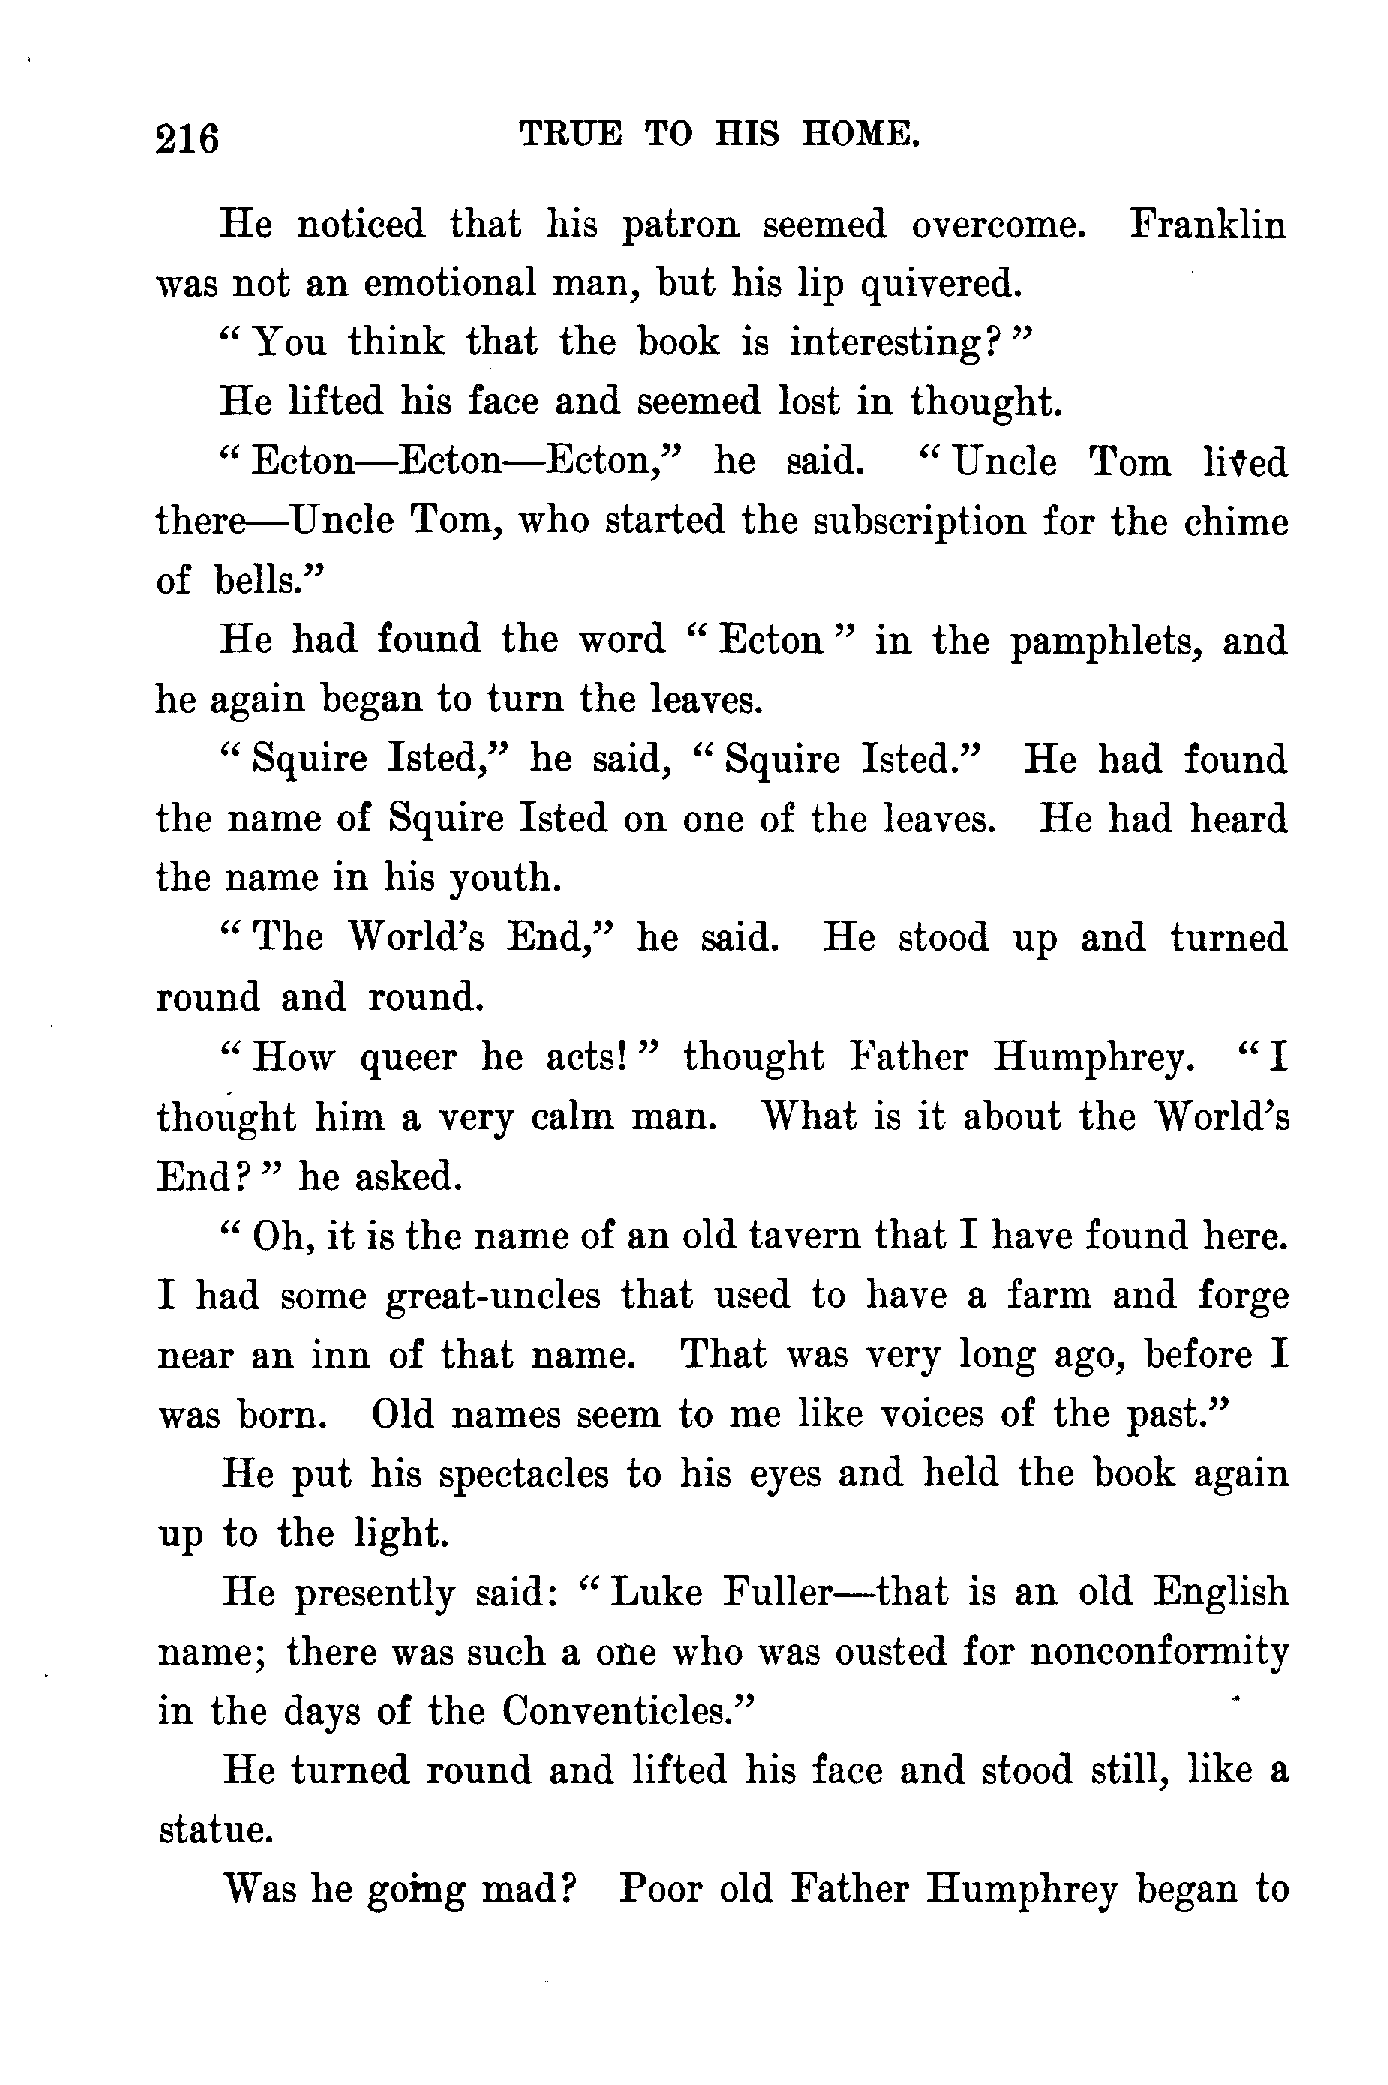 216 TRUE TO HIS HOME.
He noticed that his patron seemed overcome. Franklin
was not an emotional man, but his lip quivered.
“ You think that the book is interesting? ”
He lifted his face and seemed lost in thought.
“ Ecton—Ecton—Ecton,” he said. “ Uncle Tom lived
there—Uncle Tom, who started the subscription for the chime
of bells.”
He had found the word “ Ecton ” in the pamphlets, and
he again began to turn the leaves.
“ Squire Isted,” he said, “ Squire Isted.” He had found
the name of Squire Isted on one of the leaves. He had heard
the name in his youth.
“ The World’s End,” he said. He stood up and turned
round and round.
“ How queer he acts! ” thought Father Humphrey. “ I
thought him a very calm man. What is it about the World’s
End? ” he asked.
“ Oh, it is the name of an old tavern that I have found here.
I had some great-uncles that used to have a farm and forge
near an inn of that name. That was very long ago, before I
was born. Old names seem to me like voices of the past.”
He put his spectacles to his eyes and held the book again
up to the light.
He presently said: “ Luke Fuller—that is an old English
name; there was such a one who was ousted for nonconformity
in the days of the Conventicles.”
He turned round and lifted his face and stood still, like a
statue.
Was he going mad? Poor old Father Humphrey began to